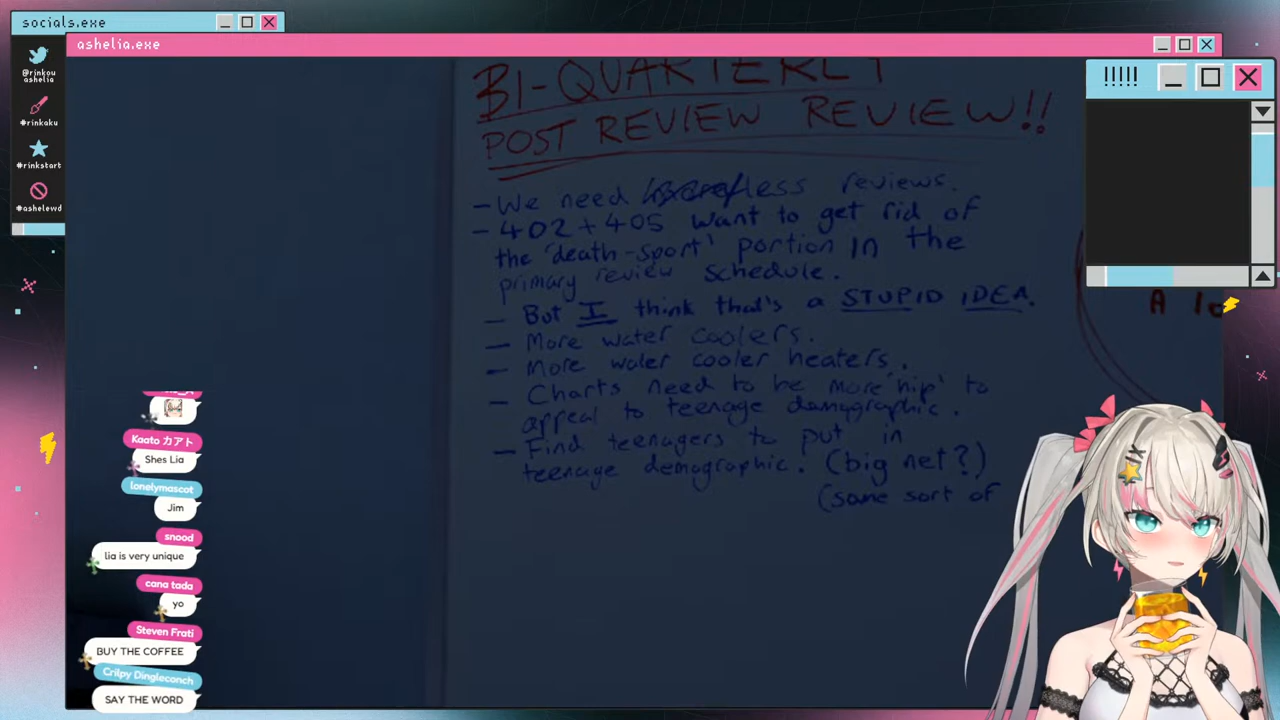 socials.exe
ashelia.exe
!!!!!
@rinkou
ashelia
#rinkaku
#rinkstart
#ashelewd
BI-QUARTERLY
POST REVIEW REVIEW!!
- We need less reviews.
- 402 + 405 want to get rid of
the 'death-sport' portion in the
primary review schedule.
- But I think that's a STUPID IDEA.
- More water coolers.
- More water cooler heaters.
- Charts need to be more 'hip' to
appeal to teenage demographic.
- Find teenagers to put in
teenage demographic. (big net?)
(some sort of
A lo
Kaato カアト
Shes Lia
lonelymascot
Jim
snood
lia is very unique
cana tada
yo
Steven Frati
BUY THE COFFEE
Crilpy Dingleconch
SAY THE WORD